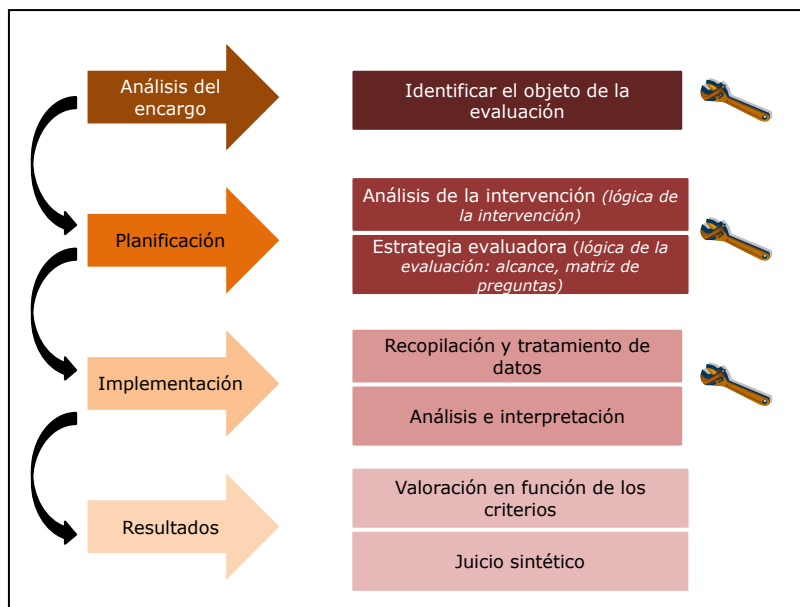 Análisis del
encargo
Identificar el objeto de la
evaluación
Planificación
Análisis de la intervención (lógica de
la intervención)
Estrategia evaluadora (lógica de la
evaluación: alcance, matriz de
preguntas)
Implementación
Recopilación y tratamiento de
datos
Análisis e interpretación
Resultados
Valoración en función de los
criterios
Juicio sintético